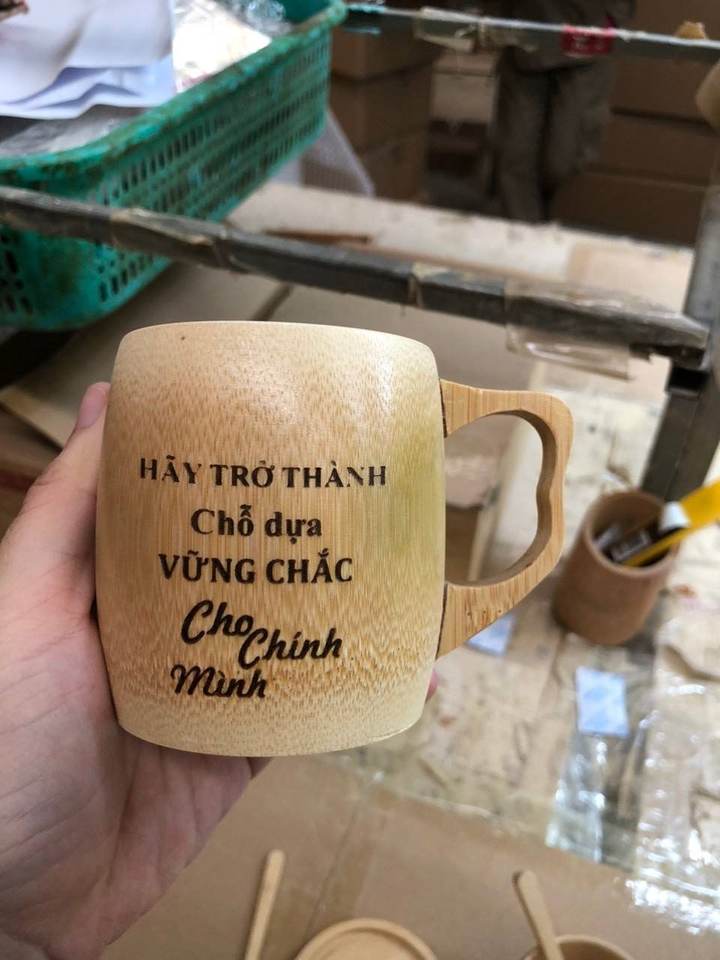 HÃY TRỞ THÀNH
Chỗ dựa
VỮNG CHẮC
Cho
Chính
Mình